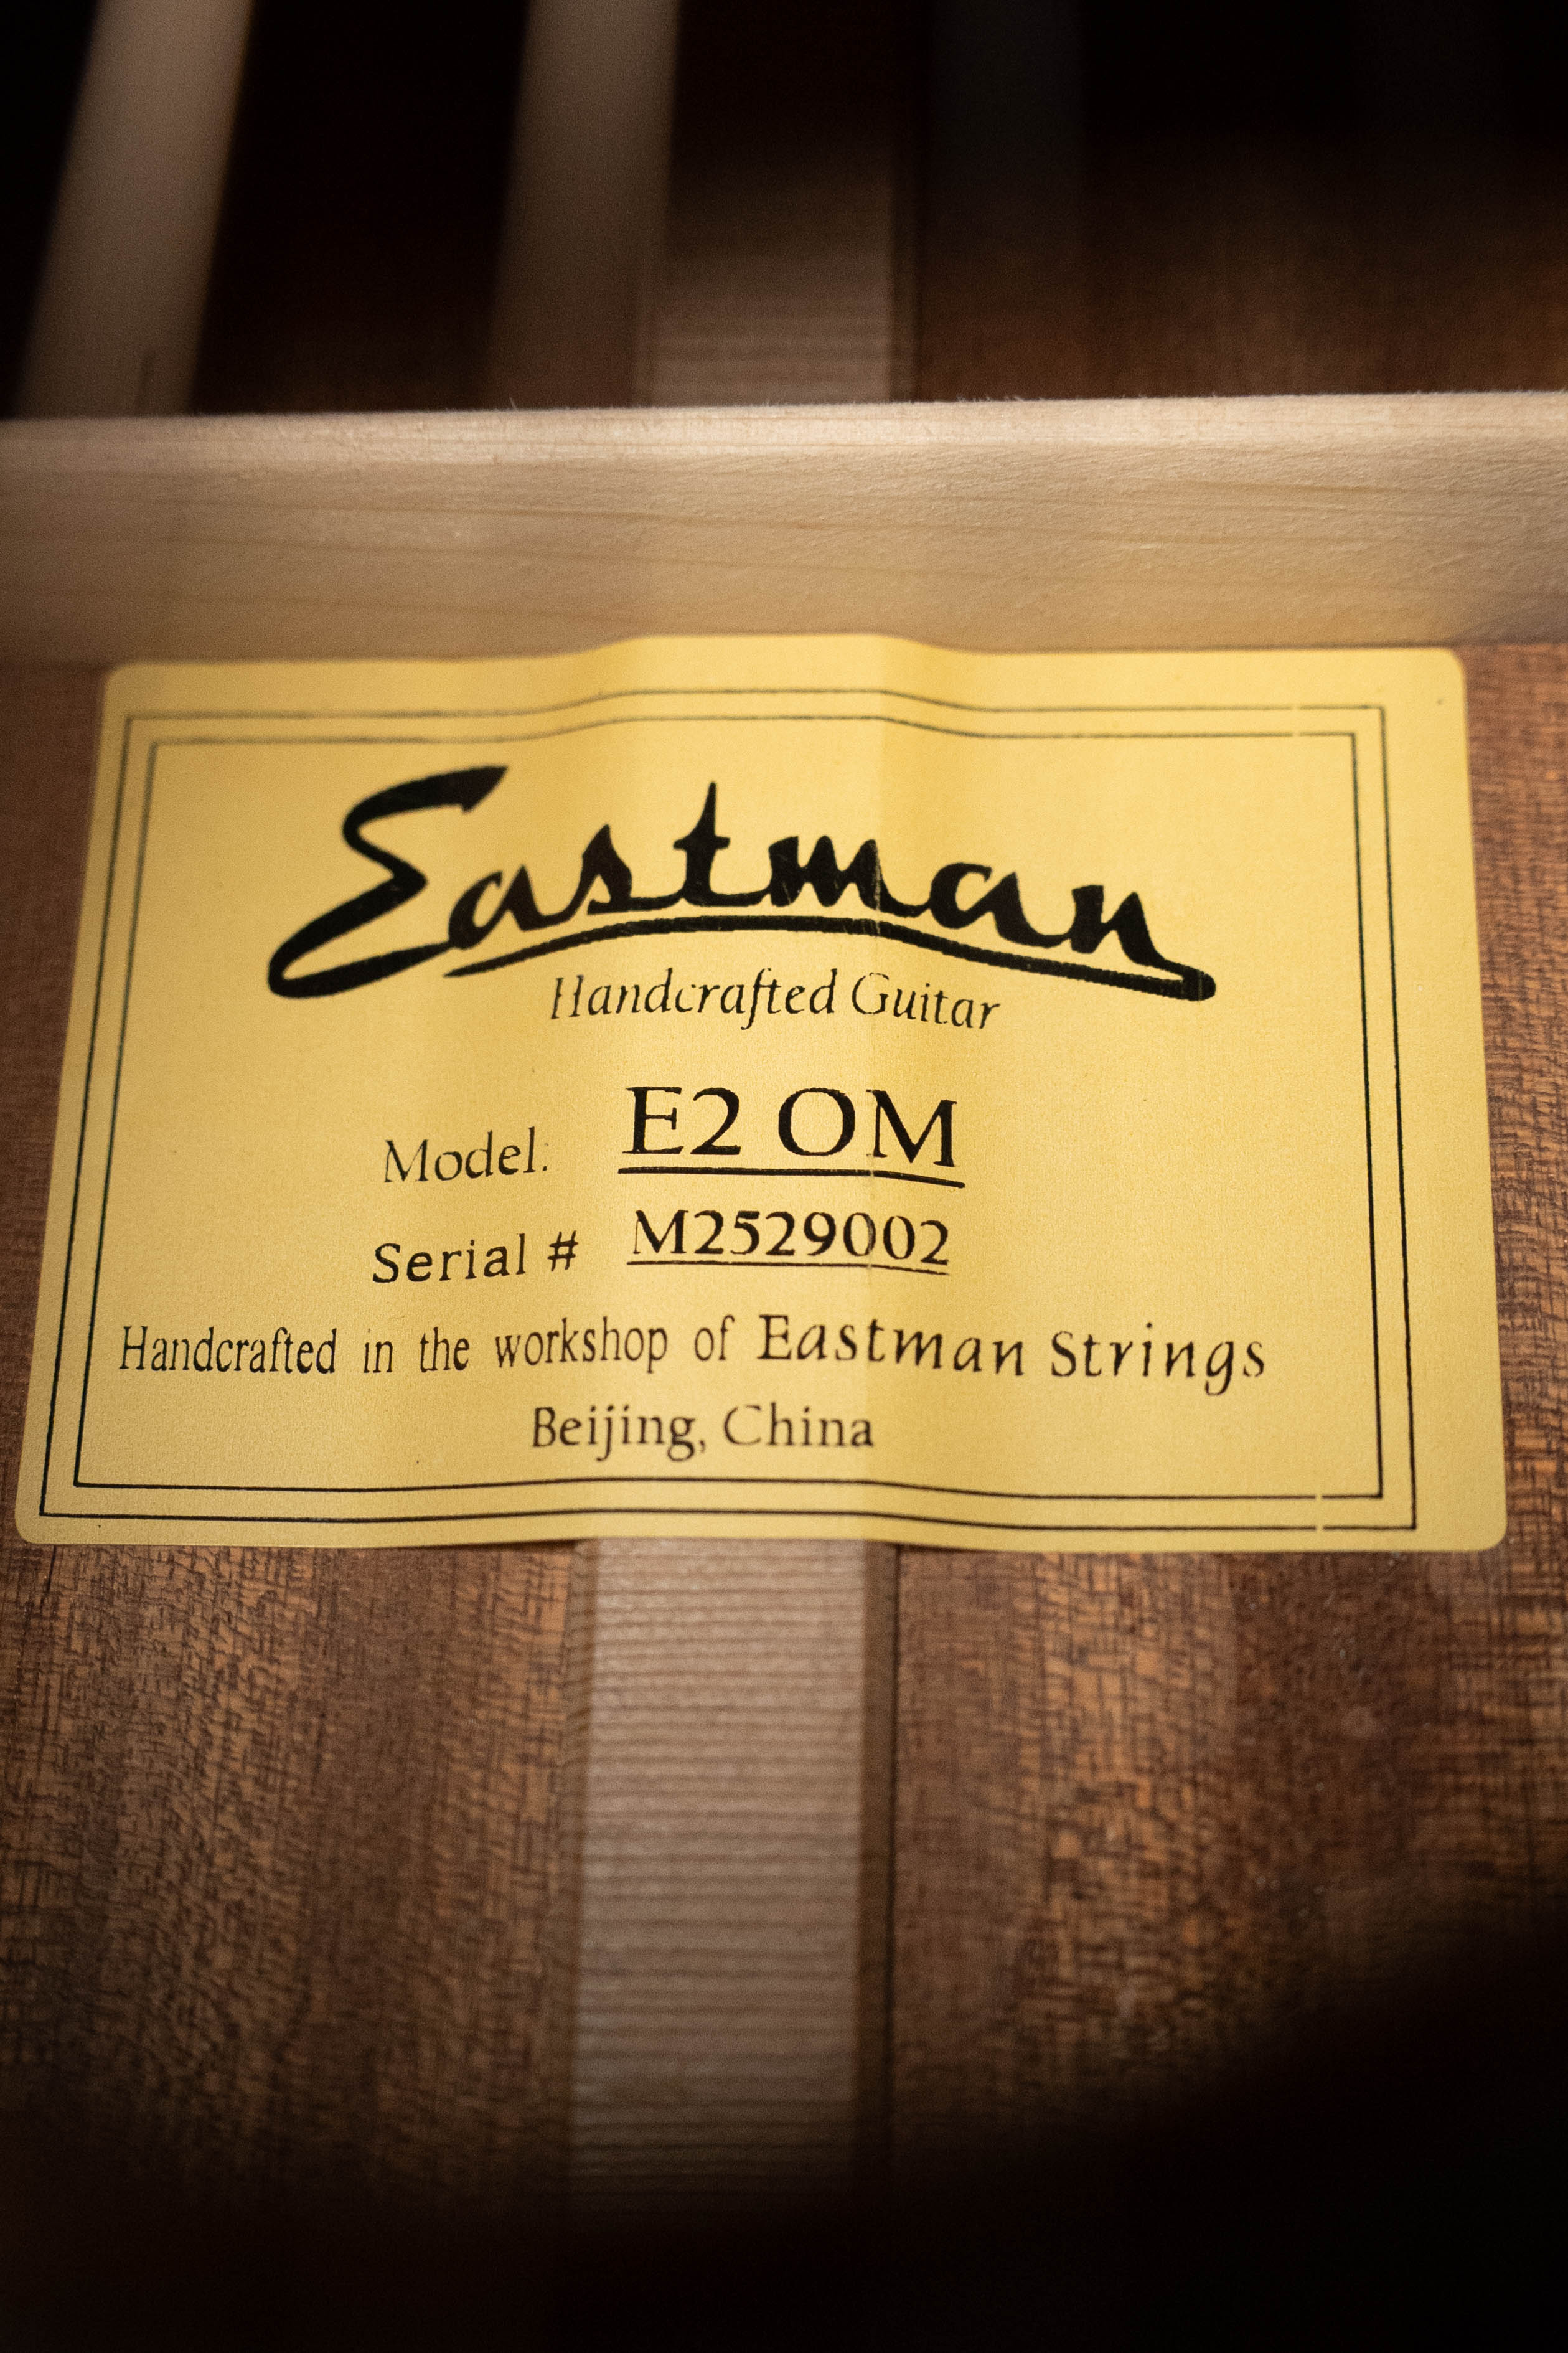 Eastman
Handcrafted Guitar
Model: E2 OM
Serial # M2529002
Handcrafted in the workshop of Eastman Strings
Beijing, China